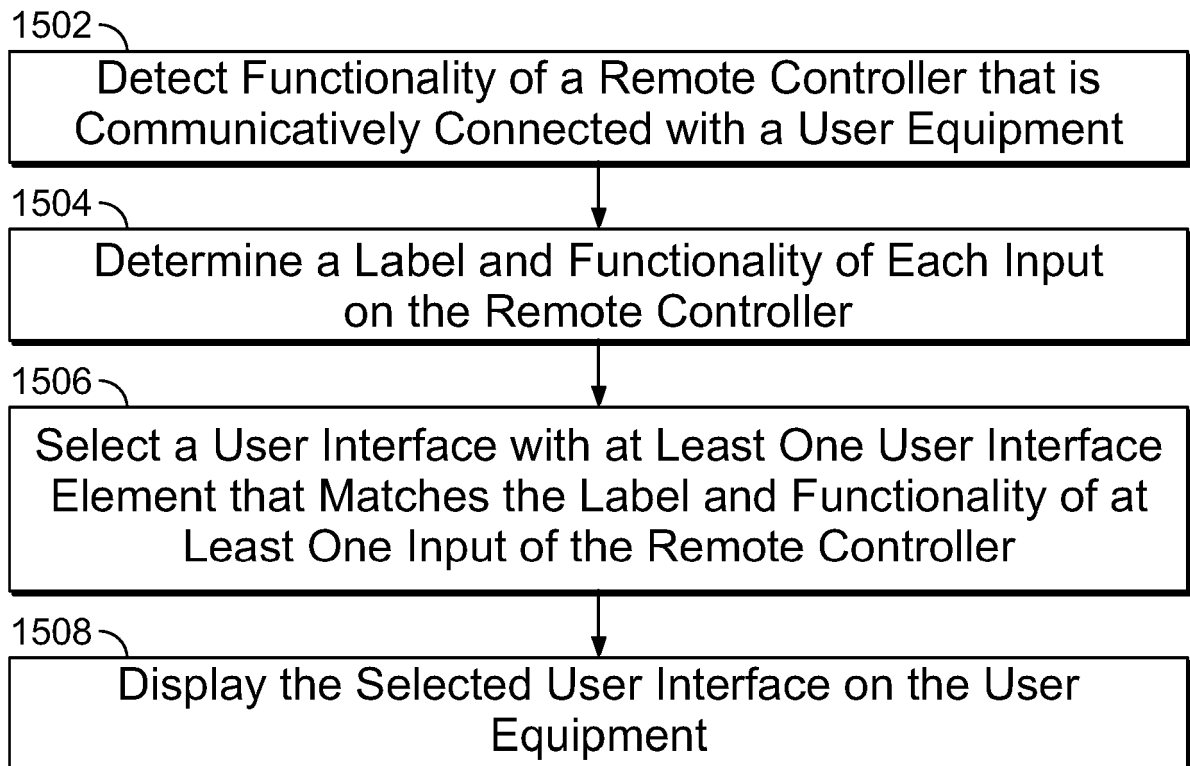 1502
Detect Functionality of a Remote Controller that is
Communicatively Connected with a User Equipment
1504
Determine a Label and Functionality of Each Input
on the Remote Controller
1506
Select a User Interface with at Least One User Interface
Element that Matches the Label and Functionality of at
Least One Input of the Remote Controller
1508
Display the Selected User Interface on the User
Equipment